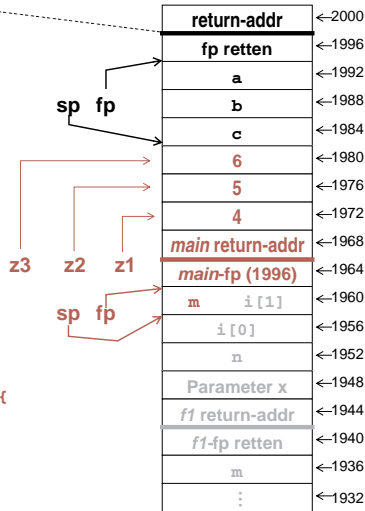 return-addr ←2000
fp retten ←1996
a ←1992
sp fp b ←1988
c ←1984
6 ←1980
5 ←1976
4 ←1972
z3 z2 z1 main return-addr ←1968
main-fp (1996) ←1964
sp fp m i[1] ←1960
i[0] ←1956
n ←1952
{ Parameter x ←1948
f1 return-addr ←1944
f1-fp retten ←1940
m ←1936
⋮ ←1932